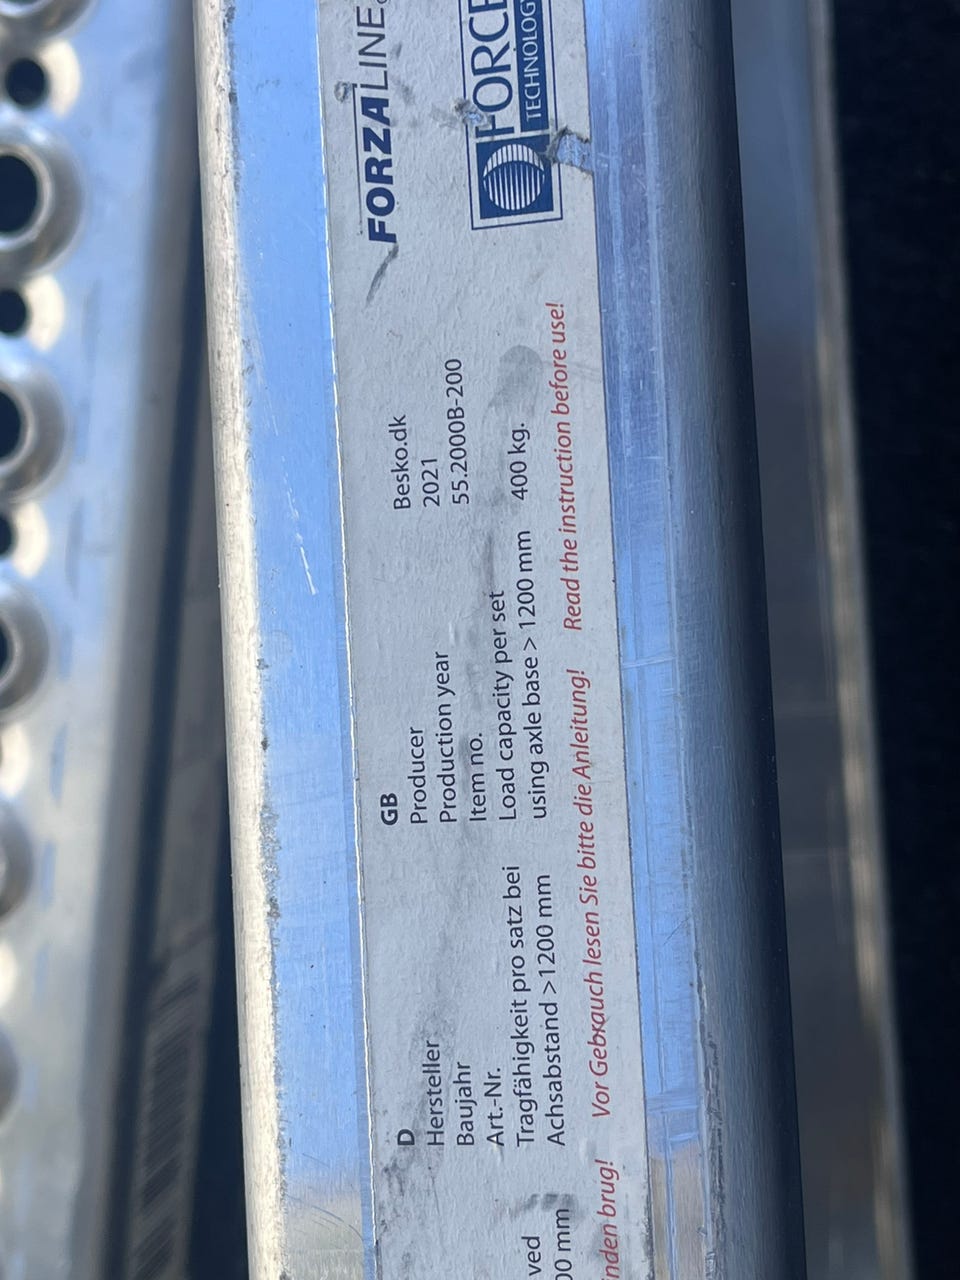 ved
00 mm
nden brug!
D
Hersteller
Baujahr
Art.-Nr.
Tragfähigkeit pro satz bei
Achsabstand >1200 mm
Vor Gebrauch lesen Sie bitte die Anleitung!
GB
Producer Besko.dk
Production year 2021
Item no. 55.2000B-200
Load capacity per set
using axle base > 1200 mm 400 kg.
Read the instruction before use!
FORZALINE
FORCE
TECHNOLOGY